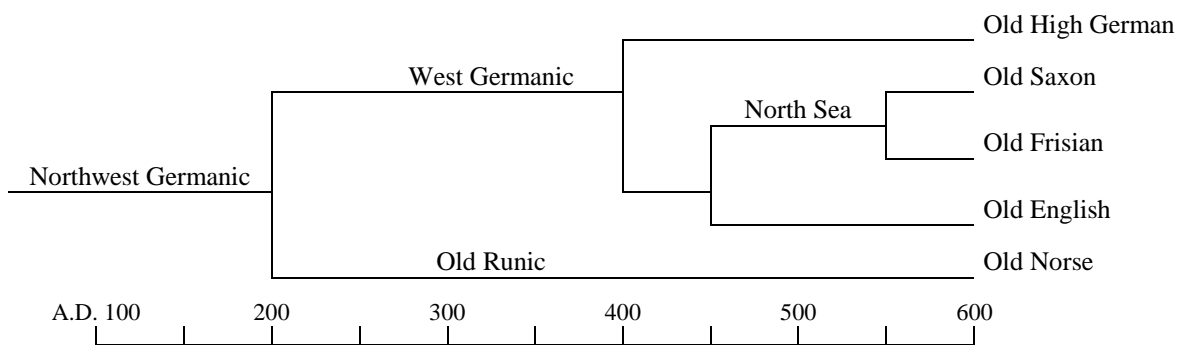 Old High German
West Germanic
Old Saxon
North Sea
Old Frisian
Northwest Germanic
Old English
Old Runic
Old Norse
A.D. 100 200 300 400 500 600